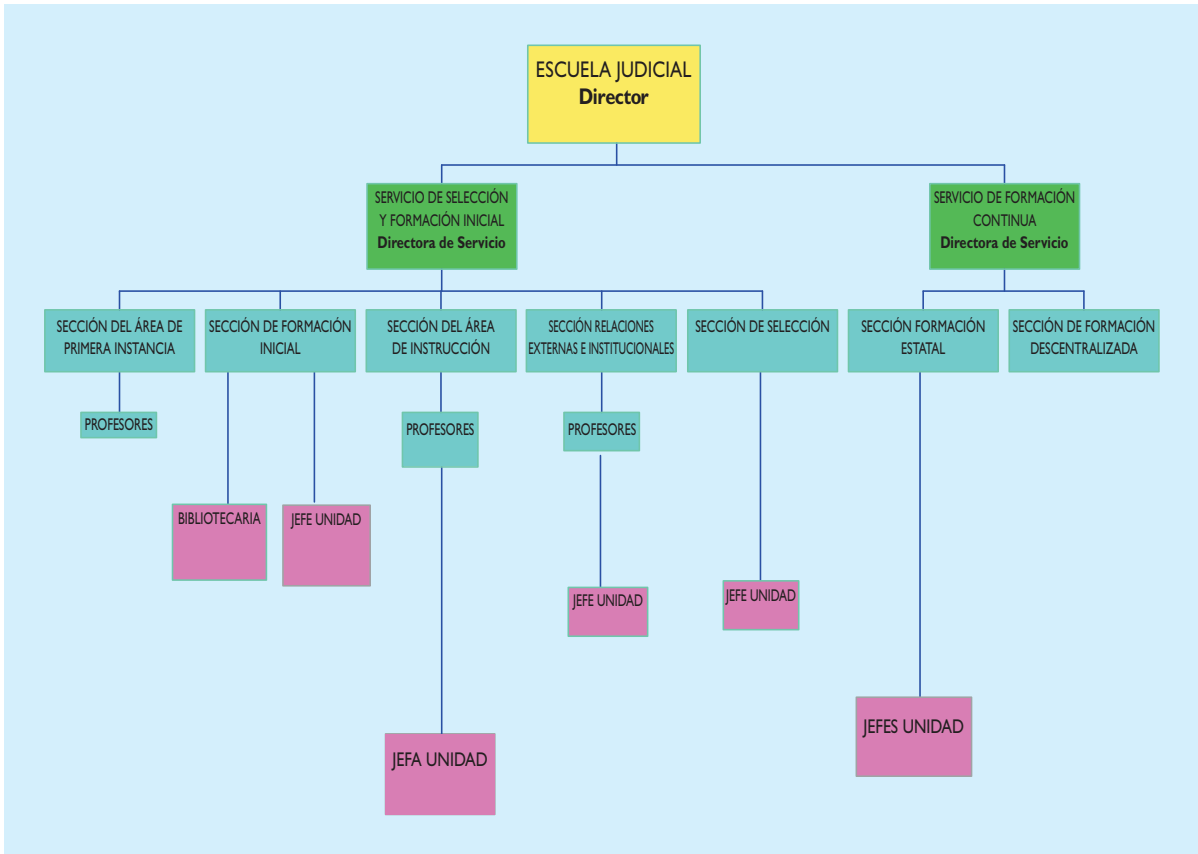 ESCUELA JUDICIAL
Director
SERVICIO DE SELECCIÓN
Y FORMACIÓN INICIAL
Directora de Servicio
SERVICIO DE FORMACIÓN
CONTINUA
Directora de Servicio
SECCIÓN DEL ÁREA DE
PRIMERA INSTANCIA
SECCIÓN DE FORMACIÓN
INICIAL
SECCIÓN DEL ÁREA
DE INSTRUCCIÓN
SECCIÓN RELACIONES
EXTERNAS E INSTITUCIONALES
SECCIÓN DE SELECCIÓN
SECCIÓN FORMACIÓN
ESTATAL
SECCIÓN DE FORMACIÓN
DESCENTRALIZADA
PROFESORES
PROFESORES
PROFESORES
BIBLIOTECARIA
JEFE UNIDAD
JEFE UNIDAD
JEFE UNIDAD
JEFA UNIDAD
JEFES UNIDAD